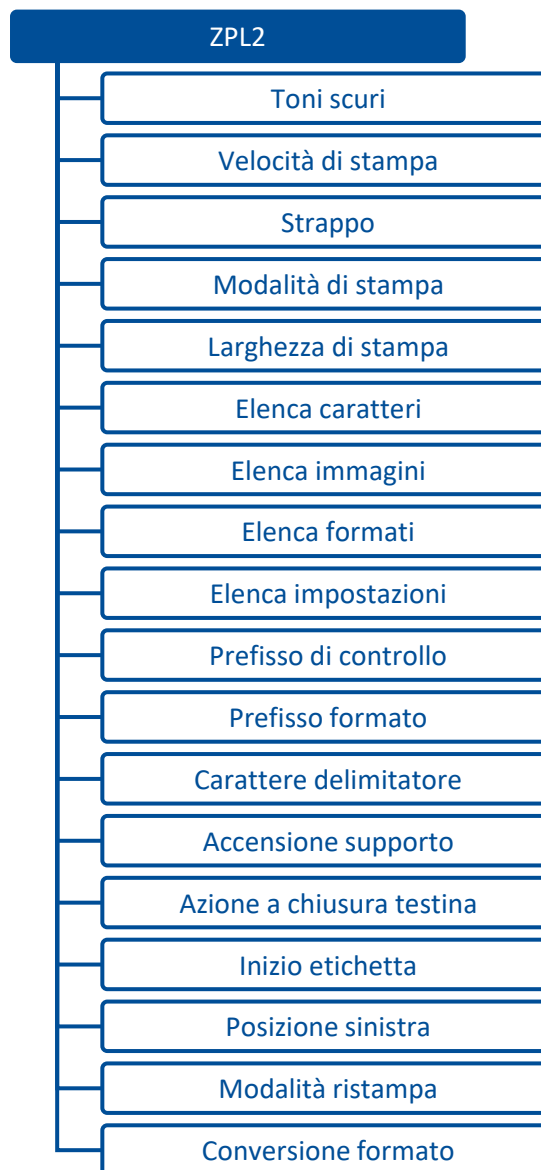 ZPL2
Toni scuri
Velocità di stampa
Strappo
Modalità di stampa
Larghezza di stampa
Elenca caratteri
Elenca immagini
Elenca formati
Elenca impostazioni
Prefisso di controllo
Prefisso formato
Carattere delimitatore
Accensione supporto
Azione a chiusura testina
Inizio etichetta
Posizione sinistra
Modalità ristampa
Conversione formato